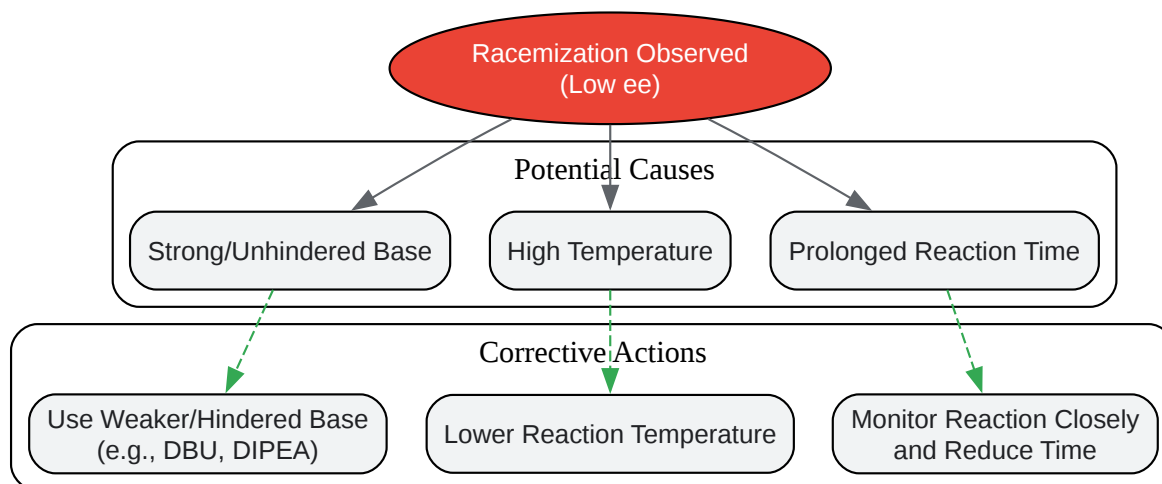 Racemization Observed
(Low ee)
Potential Causes
Strong/Unhindered Base
High Temperature
Prolonged Reaction Time
Corrective Actions
Use Weaker/Hindered Base
(e.g., DBU, DIPEA)
Lower Reaction Temperature
Monitor Reaction Closely
and Reduce Time